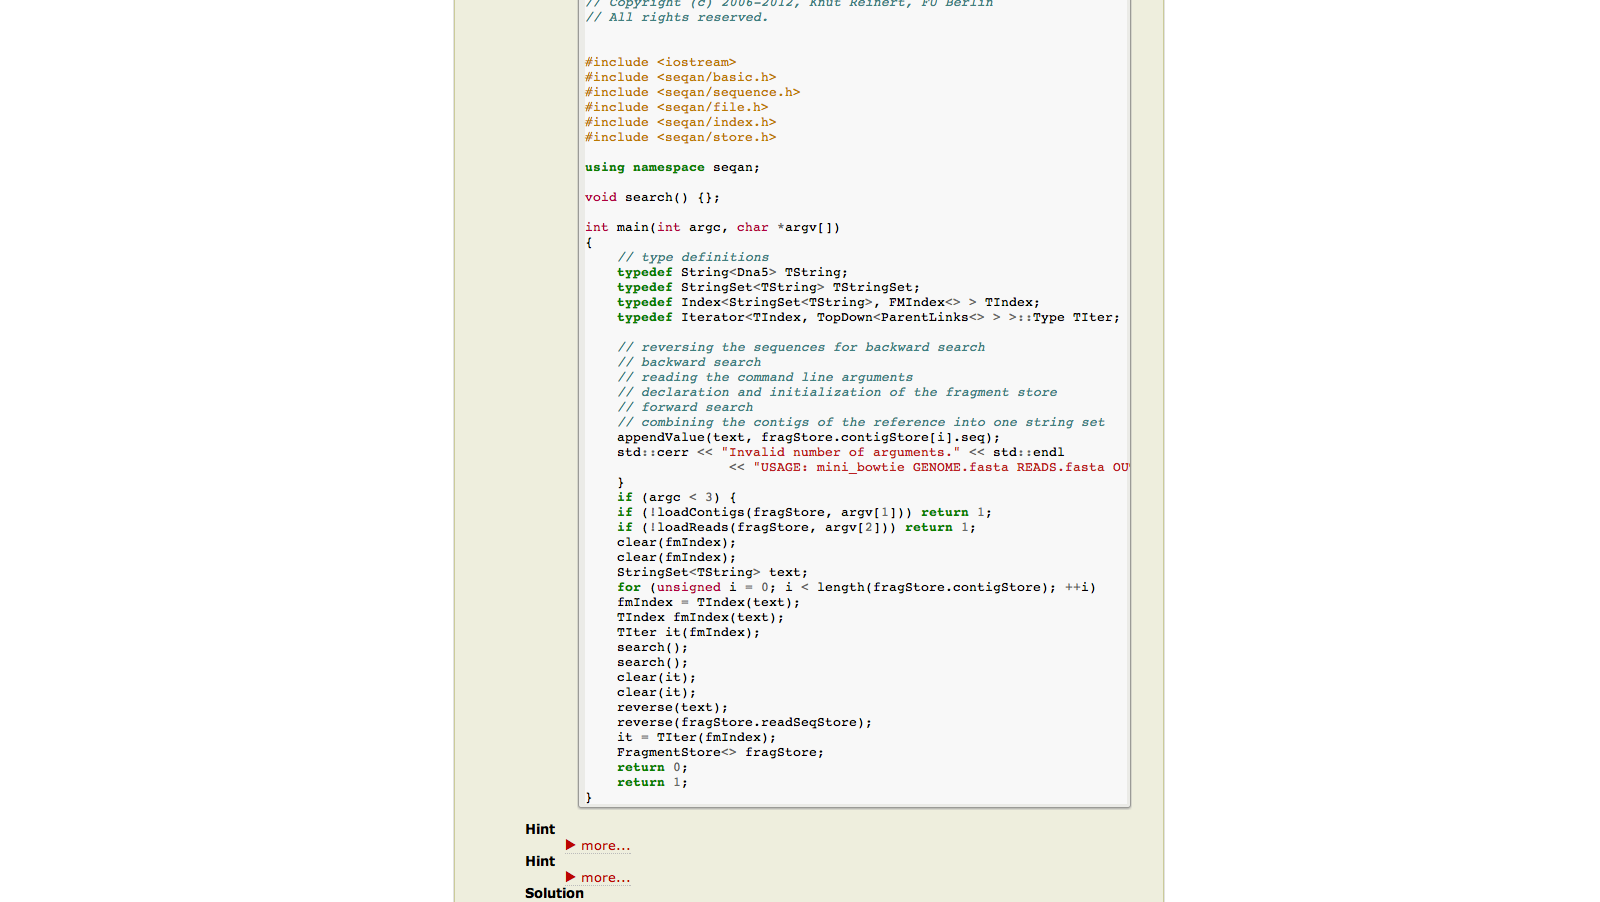 // Copyright (c) 2006-2012, Knut Reinert, FU Berlin
// All rights reserved.
#include <iostream>
#include <seqan/basic.h>
#include <seqan/sequence.h>
#include <seqan/file.h>
#include <seqan/index.h>
#include <seqan/store.h>
using namespace seqan;
void search() {};
int main(int argc, char *argv[])
{
// type definitions
typedef String<Dna5> TString;
typedef StringSet<TString> TStringSet;
typedef Index<StringSet<TString>, FMIndex<> > TIndex;
typedef Iterator<TIndex, TopDown<ParentLinks<> > >::Type TIter;
// reversing the sequences for backward search
// backward search
// reading the command line arguments
// declaration and initialization of the fragment store
// forward search
// combining the contigs of the reference into one string set
appendValue(text, fragStore.contigStore[i].seq);
std::cerr << "Invalid number of arguments." << std::endl
<< "USAGE: mini_bowtie GENOME.fasta READS.fasta OU
}
if (argc < 3) {
if (!loadContigs(fragStore, argv[1])) return 1;
if (!loadReads(fragStore, argv[2])) return 1;
clear(fmIndex);
clear(fmIndex);
StringSet<TString> text;
for (unsigned i = 0; i < length(fragStore.contigStore); ++i)
fmIndex = TIndex(text);
TIndex fmIndex(text);
TIter it(fmIndex);
search();
search();
clear(it);
clear(it);
reverse(text);
reverse(fragStore.readSeqStore);
it = TIter(fmIndex);
FragmentStore<> fragStore;
return 0;
return 1;
}
Hint
more...
Hint
more...
Solution